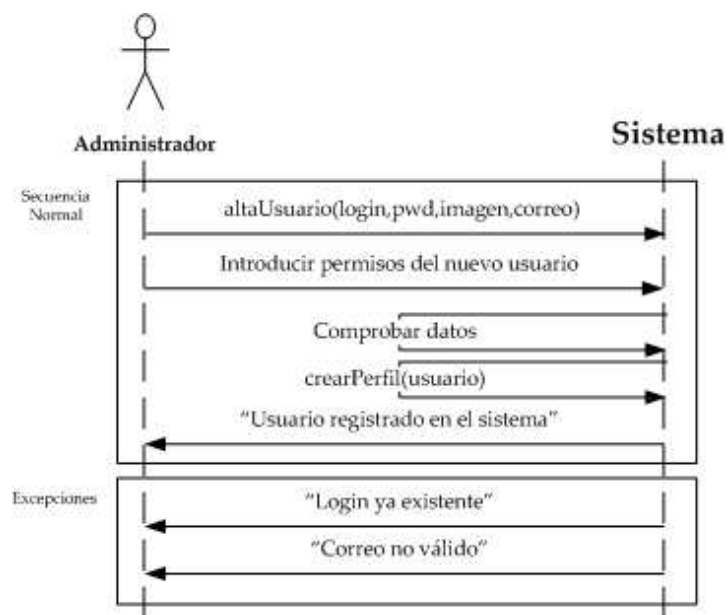 Administrador
Sistema
Secuencia
Normal
altaUsuario(login,pwd,imagen,correo)
Introducir permisos del nuevo usuario
Comprobar datos
crearPerfil(usuario)
“Usuario registrado en el sistema”
Excepciones
“Login ya existente”
“Correo no válido”